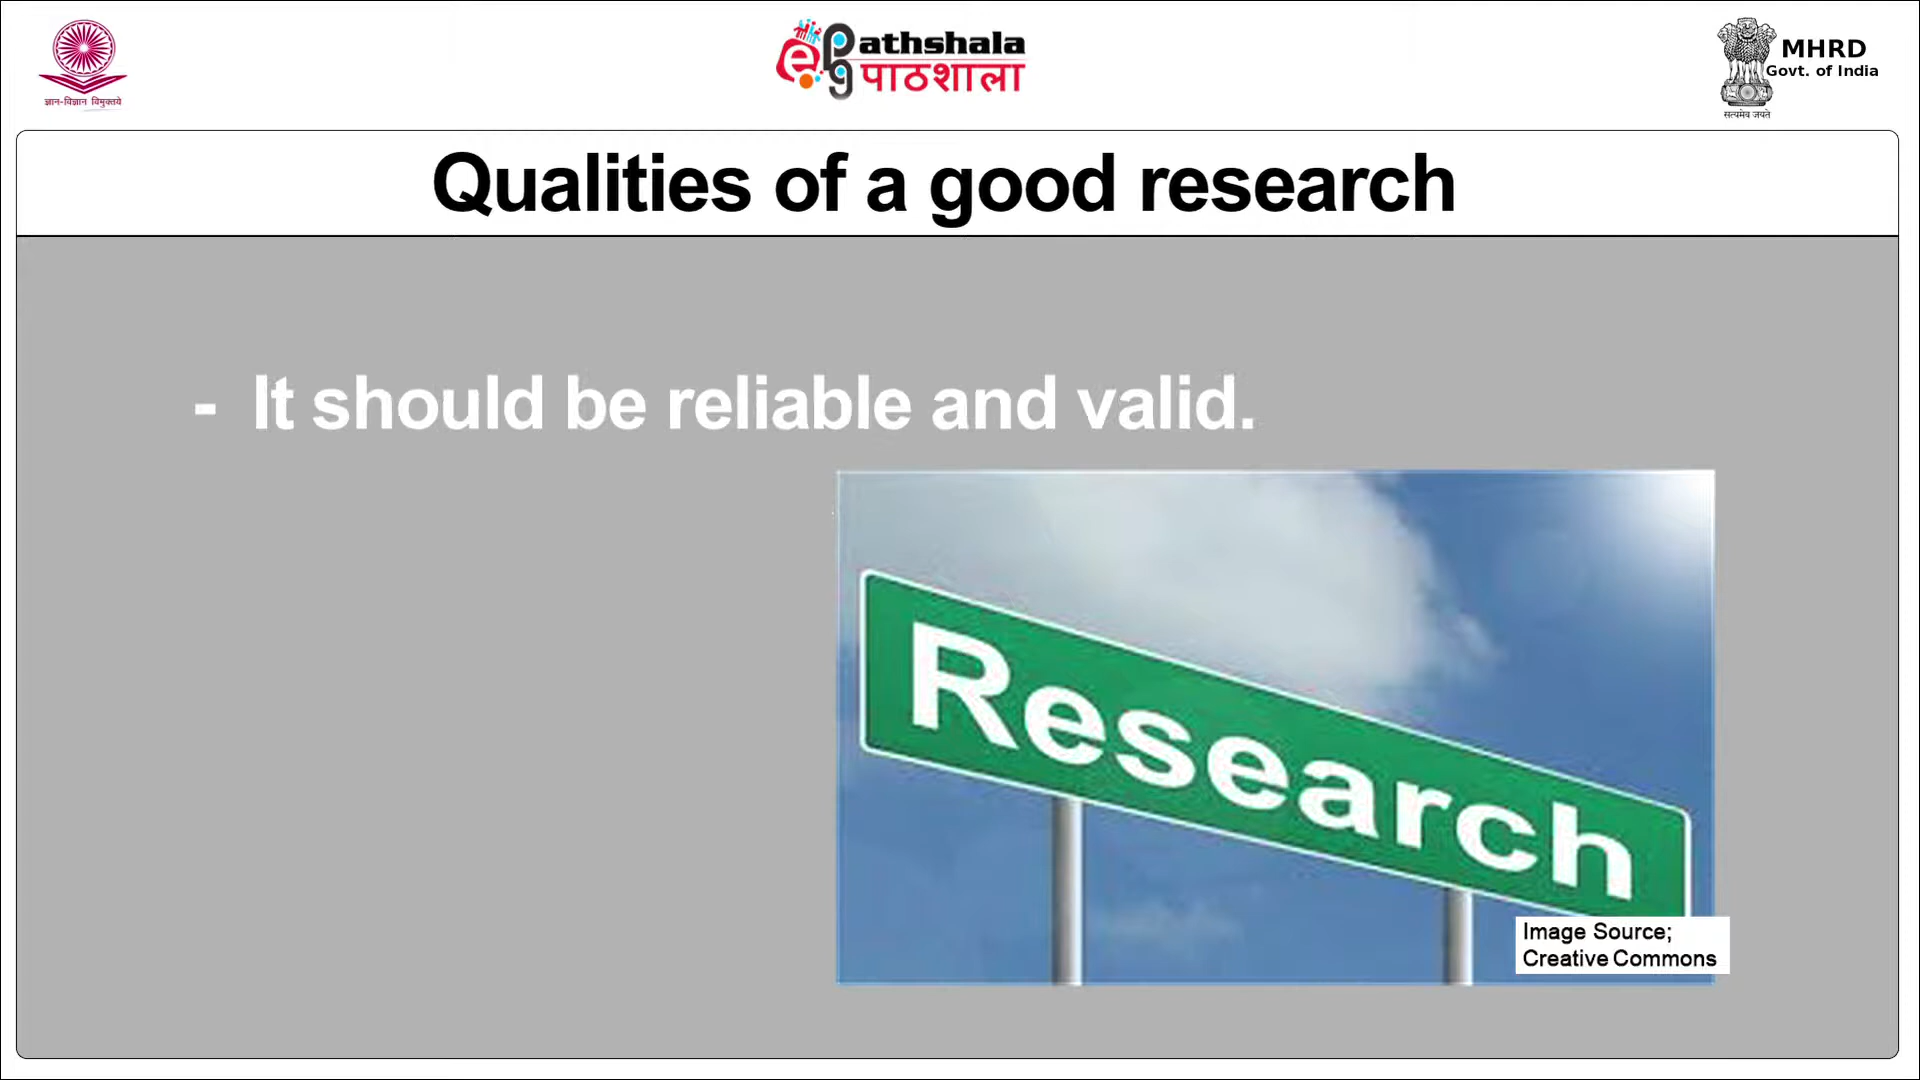 ज्ञान-विज्ञान विमुक्तये
ePG
athshala
पाठशाला
MHRD
Govt. of India
सत्यमेव जयते
Qualities of a good research
- It should be reliable and valid.
Research
Image Source;
Creative Commons